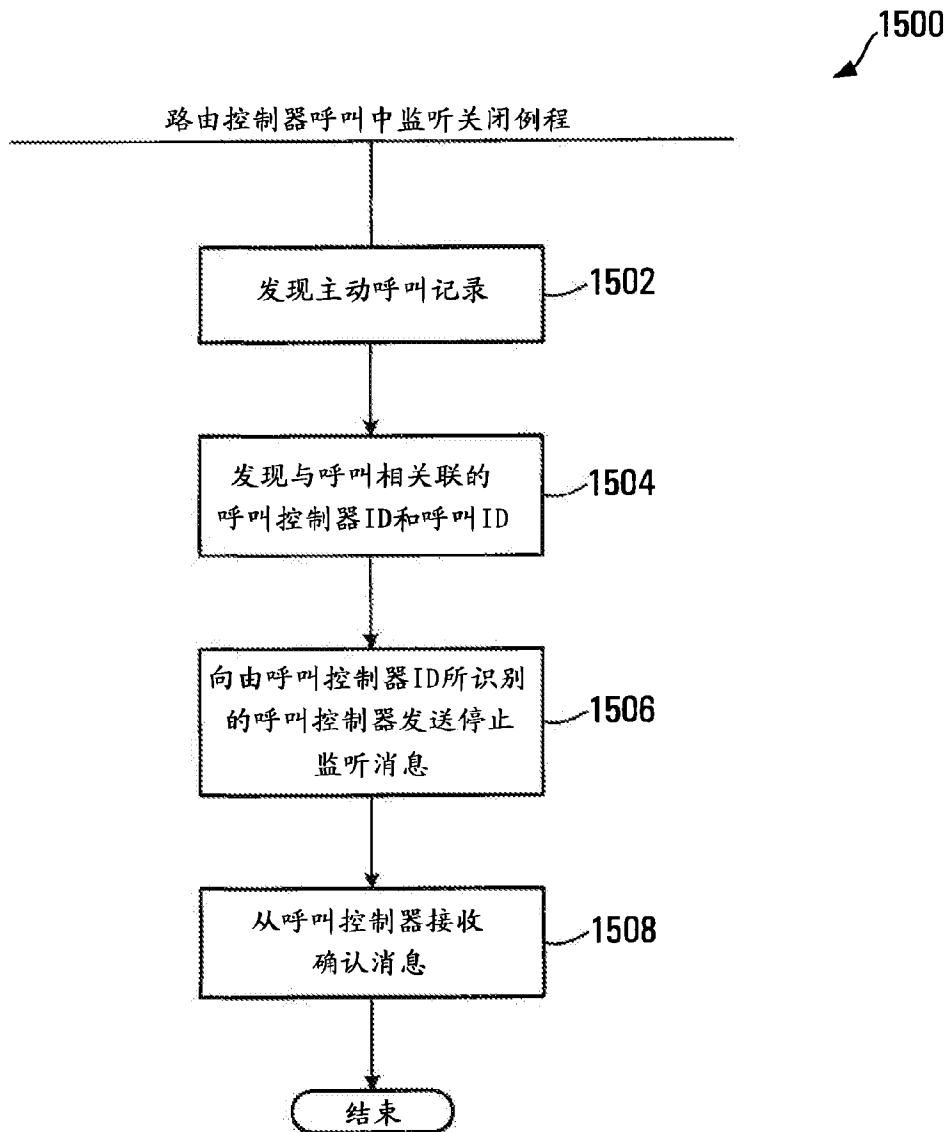 1500
路由控制器呼叫中监听关闭例程
发现主动呼叫记录
1502
发现与呼叫相关联的
呼叫控制器ID和呼叫ID
1504
向由呼叫控制器ID所识别
的呼叫控制器发送停止
监听消息
1506
从呼叫控制器接收
确认消息
1508
结束